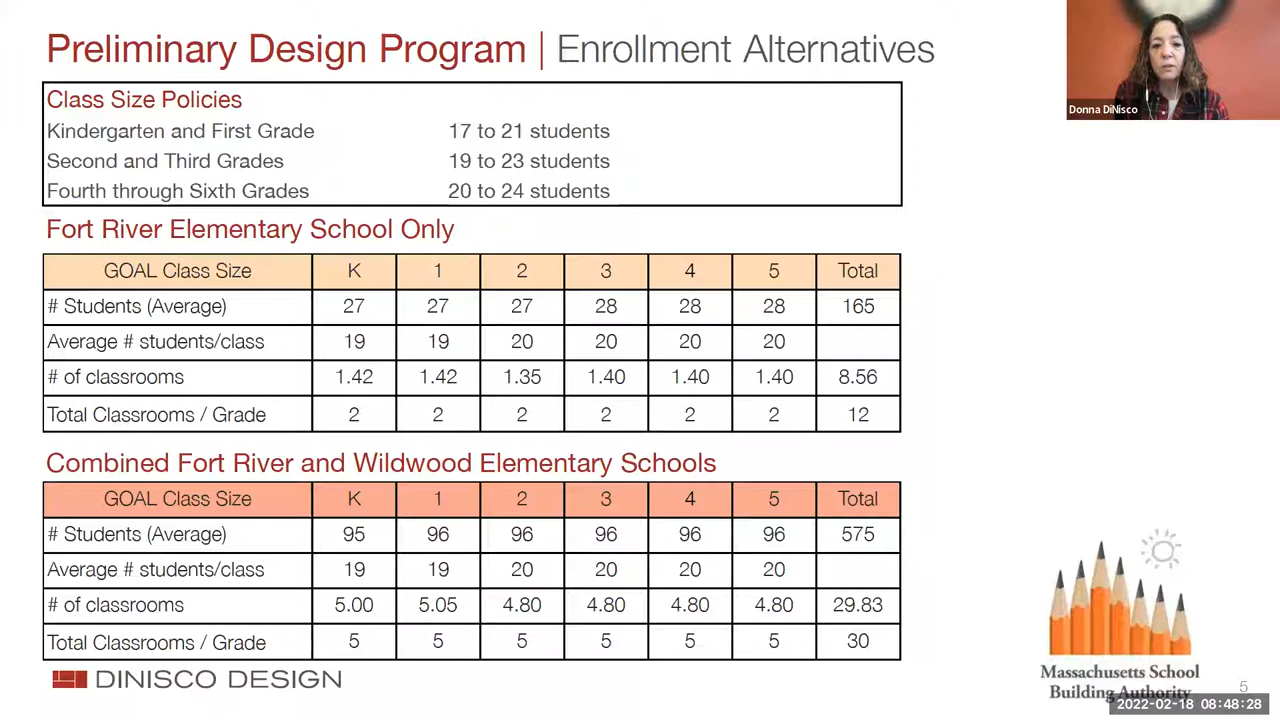 Preliminary Design Program | Enrollment Alternatives
Donna DiNisco
Class Size Policies
Kindergarten and First Grade 17 to 21 students
Second and Third Grades 19 to 23 students
Fourth through Sixth Grades 20 to 24 students
Fort River Elementary School Only
GOAL Class Size K 1 2 3 4 5 Total
# Students (Average) 27 27 27 28 28 28 165
Average # students/class 19 19 20 20 20 20
# of classrooms 1.42 1.42 1.35 1.40 1.40 1.40 8.56
Total Classrooms / Grade 2 2 2 2 2 2 12
Combined Fort River and Wildwood Elementary Schools
GOAL Class Size K 1 2 3 4 5 Total
# Students (Average) 95 96 96 96 96 96 575
Average # students/class 19 19 20 20 20 20
# of classrooms 5.00 5.05 4.80 4.80 4.80 4.80 29.83
Total Classrooms / Grade 5 5 5 5 5 5 30
DINISCO DESIGN
Massachusetts School
Building Authority
5
2022-02-18 08:48:28